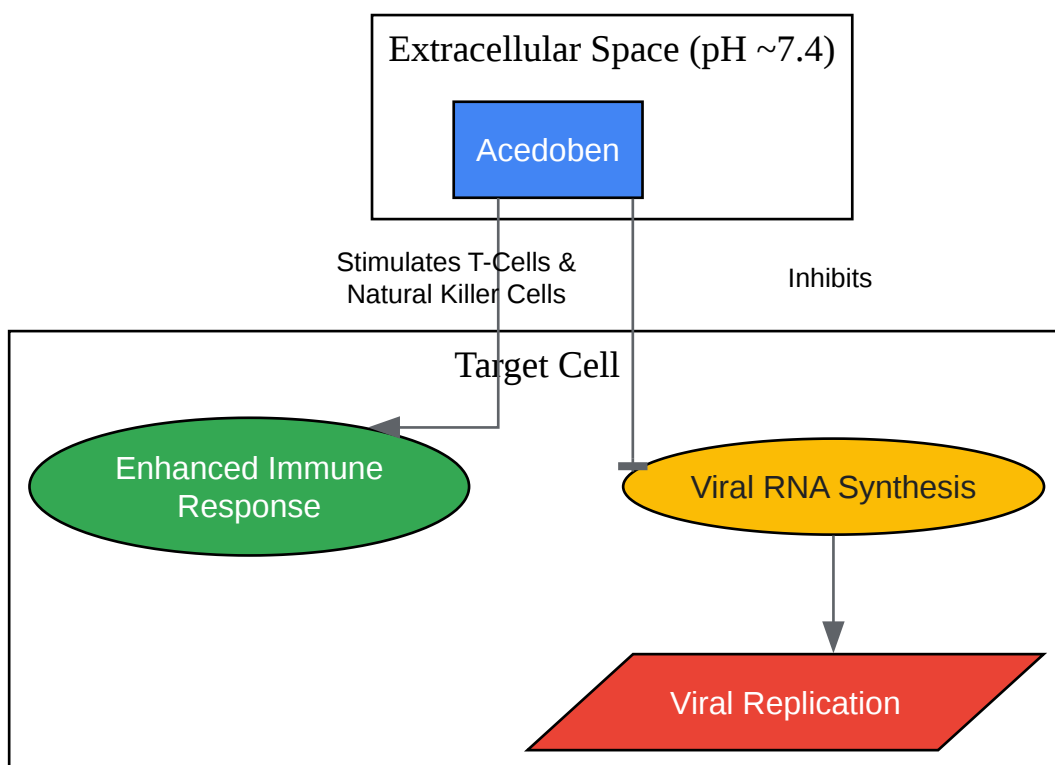 Extracellular Space (pH ~7.4)
Acedoben
Stimulates T-Cells &
Natural Killer Cells
Inhibits
Target Cell
Enhanced Immune
Response
Viral RNA Synthesis
Viral Replication